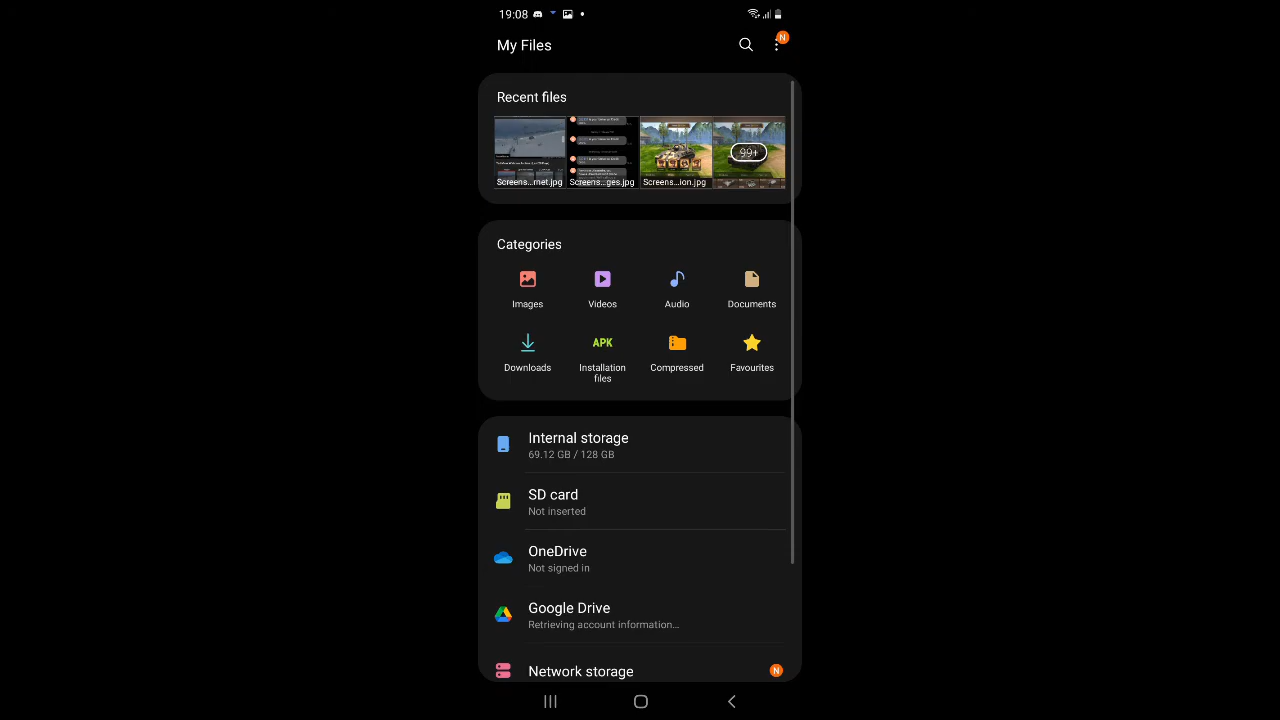 19:08
My Files
N
Recent files
99+
Screens...met.jpg Screens...ges.jpg Screens...ion.jpg
Categories
Images Videos Audio Documents
APK
Downloads Installation files Compressed Favourites
Internal storage
69.12 GB / 128 GB
SD card
Not inserted
OneDrive
Not signed in
Google Drive
Retrieving account information...
Network storage N